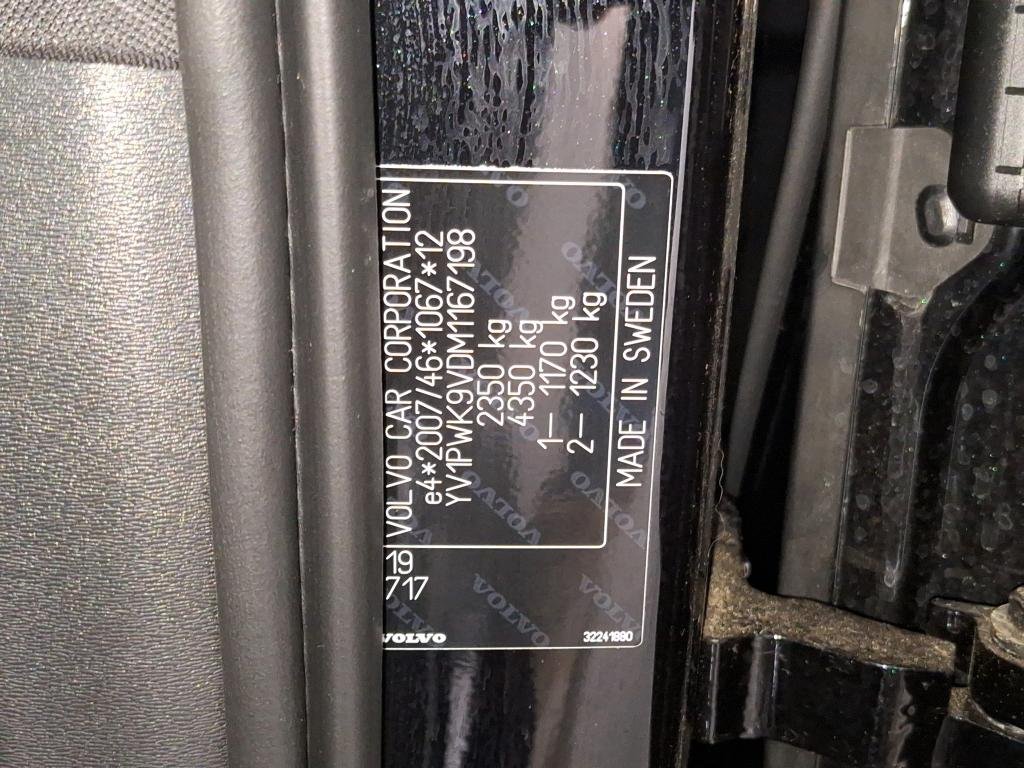 VOLVO CAR CORPORATION
e4*2007/46*1067*12
YV1PWK9VDM1167198
2350 kg
4350 kg
1– 1170 kg
2– 1230 kg
MADE IN SWEDEN
19
717
VOLVO
32241880